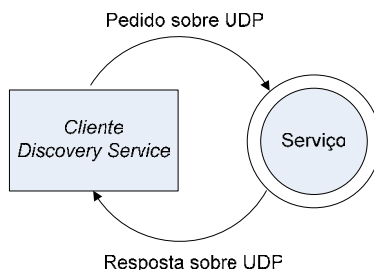 Pedido sobre UDP
Cliente
Discovery Service
Serviço
Resposta sobre UDP